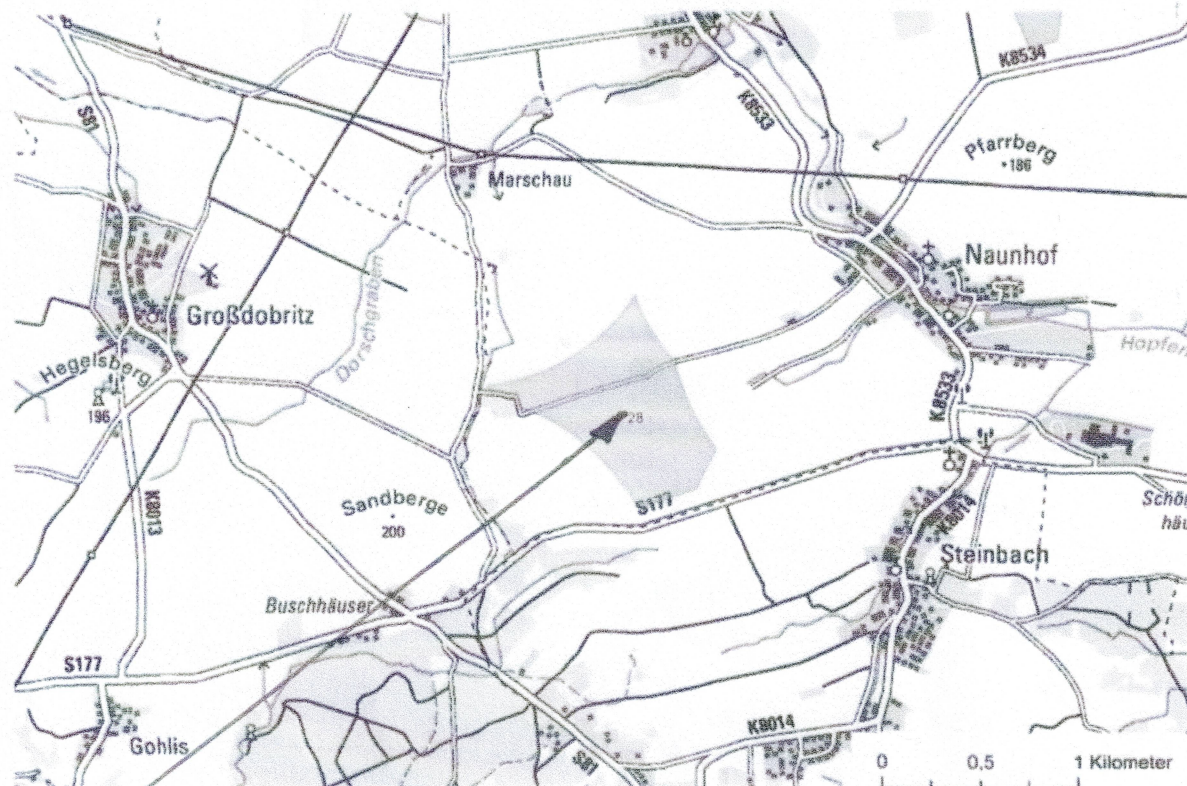 K8534
S81
K8533
Pfarrberg
186
Marschau
Naunhof
Großdobritz
Dorschgraben
Hegelsberg
196
K8533
28
Sandberge
200
S177
K8013
K8014
Steinbach
Buschhäuser
S177
Gohlis
K8014
S81
0 0,5 1 Kilometer